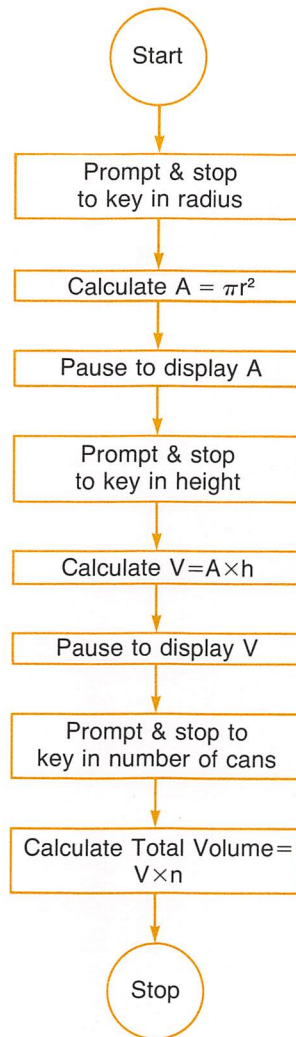 Start
Prompt & stop
to key in radius
Calculate A = πr²
Pause to display A
Prompt & stop
to key in height
Calculate V=A×h
Pause to display V
Prompt & stop to
key in number of cans
Calculate Total Volume=
V×n
Stop